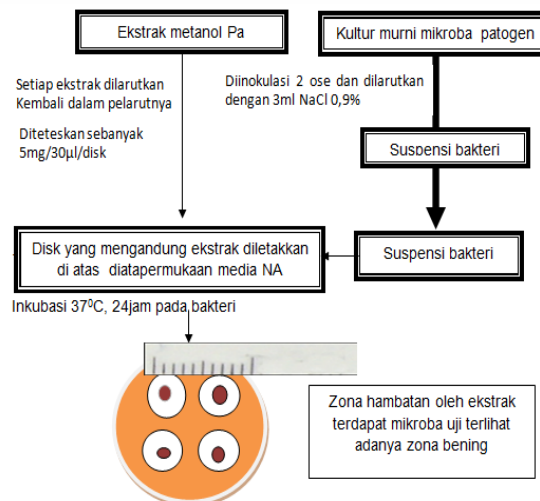 Ekstrak metanol Pa
Kultur murni mikroba patogen
Setiap ekstrak dilarutkan
Kembali dalam pelarutnya
Diteteskan sebanyak
5mg/30µl/disk
Diinokulasi 2 ose dan dilarutkan
dengan 3ml NaCl 0,9%
Suspensi bakteri
Disk yang mengandung ekstrak diletakkan
di atas diatapermukaan media NA
Suspensi bakteri
Inkubasi 37⁰C, 24jam pada bakteri
Zona hambatan oleh ekstrak
terdapat mikroba uji terlihat
adanya zona bening